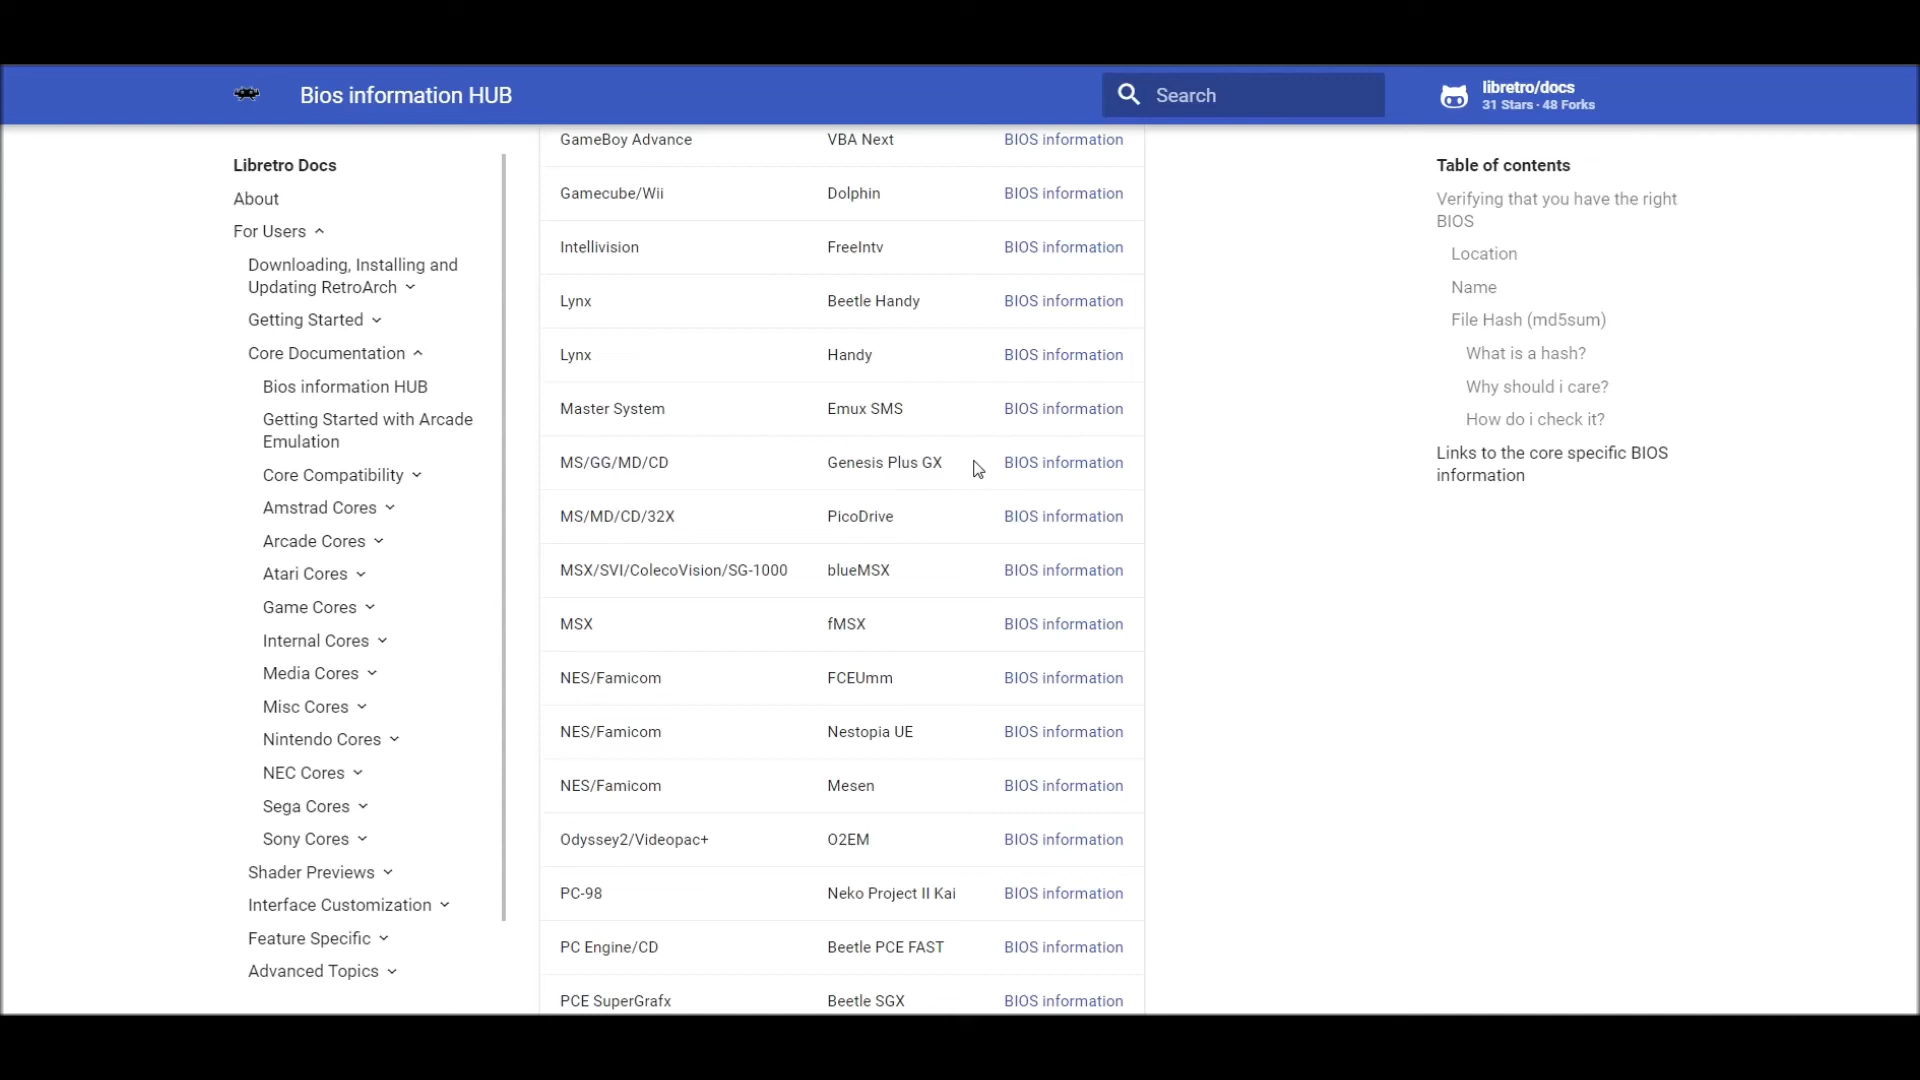 Bios information HUB
Search
libretro/docs
31 Stars · 48 Forks
Libretro Docs
About
For Users
Downloading, Installing and
Updating RetroArch
Getting Started
Core Documentation
Bios information HUB
Getting Started with Arcade
Emulation
Core Compatibility
Amstrad Cores
Arcade Cores
Atari Cores
Game Cores
Internal Cores
Media Cores
Misc Cores
Nintendo Cores
NEC Cores
Sega Cores
Sony Cores
Shader Previews
Interface Customization
Feature Specific
Advanced Topics
GameBoy Advance VBA Next BIOS information
Gamecube/Wii Dolphin BIOS information
Intellivision FreeIntv BIOS information
Lynx Beetle Handy BIOS information
Lynx Handy BIOS information
Master System Emux SMS BIOS information
MS/GG/MD/CD Genesis Plus GX BIOS information
MS/MD/CD/32X PicoDrive BIOS information
MSX/SVI/ColecoVision/SG-1000 blueMSX BIOS information
MSX fMSX BIOS information
NES/Famicom FCEUmm BIOS information
NES/Famicom Nestopia UE BIOS information
NES/Famicom Mesen BIOS information
Odyssey2/Videopac+ O2EM BIOS information
PC-98 Neko Project II Kai BIOS information
PC Engine/CD Beetle PCE FAST BIOS information
PCE SuperGrafx Beetle SGX BIOS information
Table of contents
Verifying that you have the right
BIOS
Location
Name
File Hash (md5sum)
What is a hash?
Why should i care?
How do i check it?
Links to the core specific BIOS
information